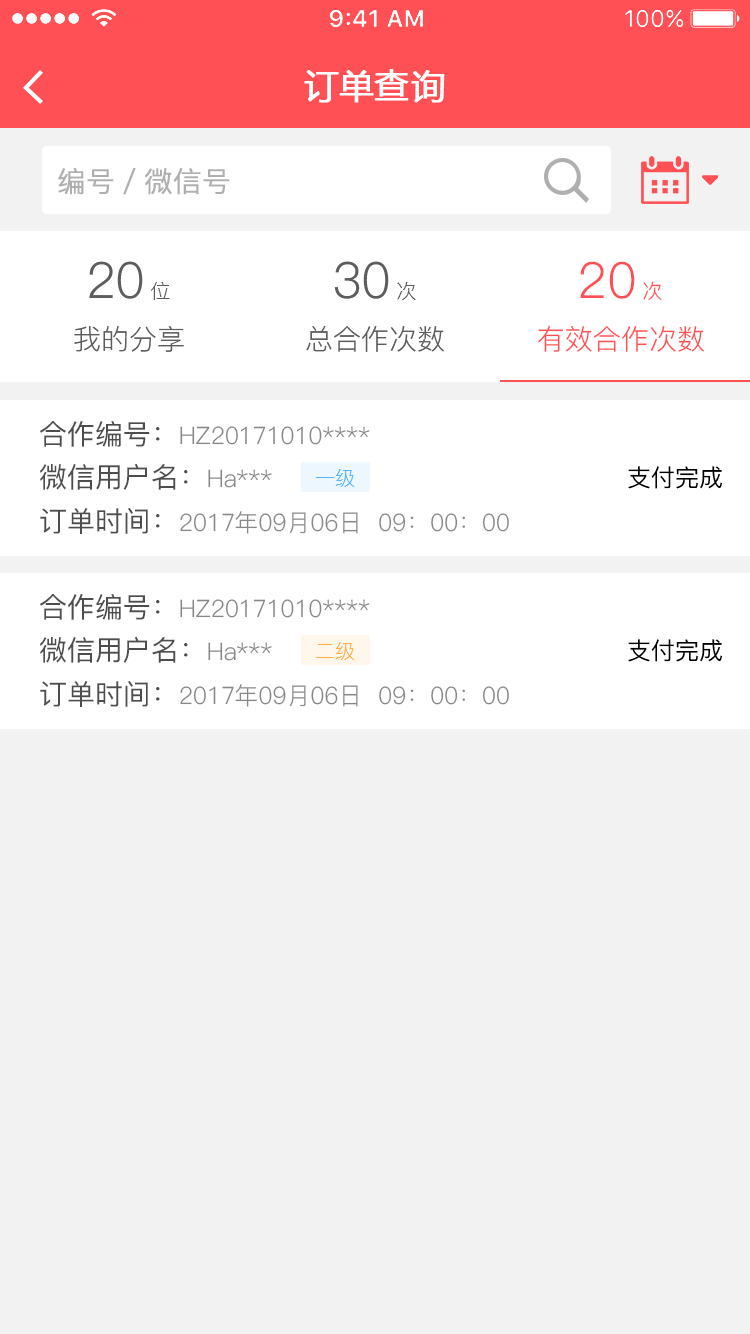 9:41 AM 100%
订单查询
编号 / 微信号
20 位 30 次 20 次
我的分享 总合作次数 有效合作次数
合作编号: HZ20171010****
微信用户名: Ha*** 一级 支付完成
订单时间: 2017年09月06日 09: 00: 00
合作编号: HZ20171010****
微信用户名: Ha*** 二级 支付完成
订单时间: 2017年09月06日 09: 00: 00